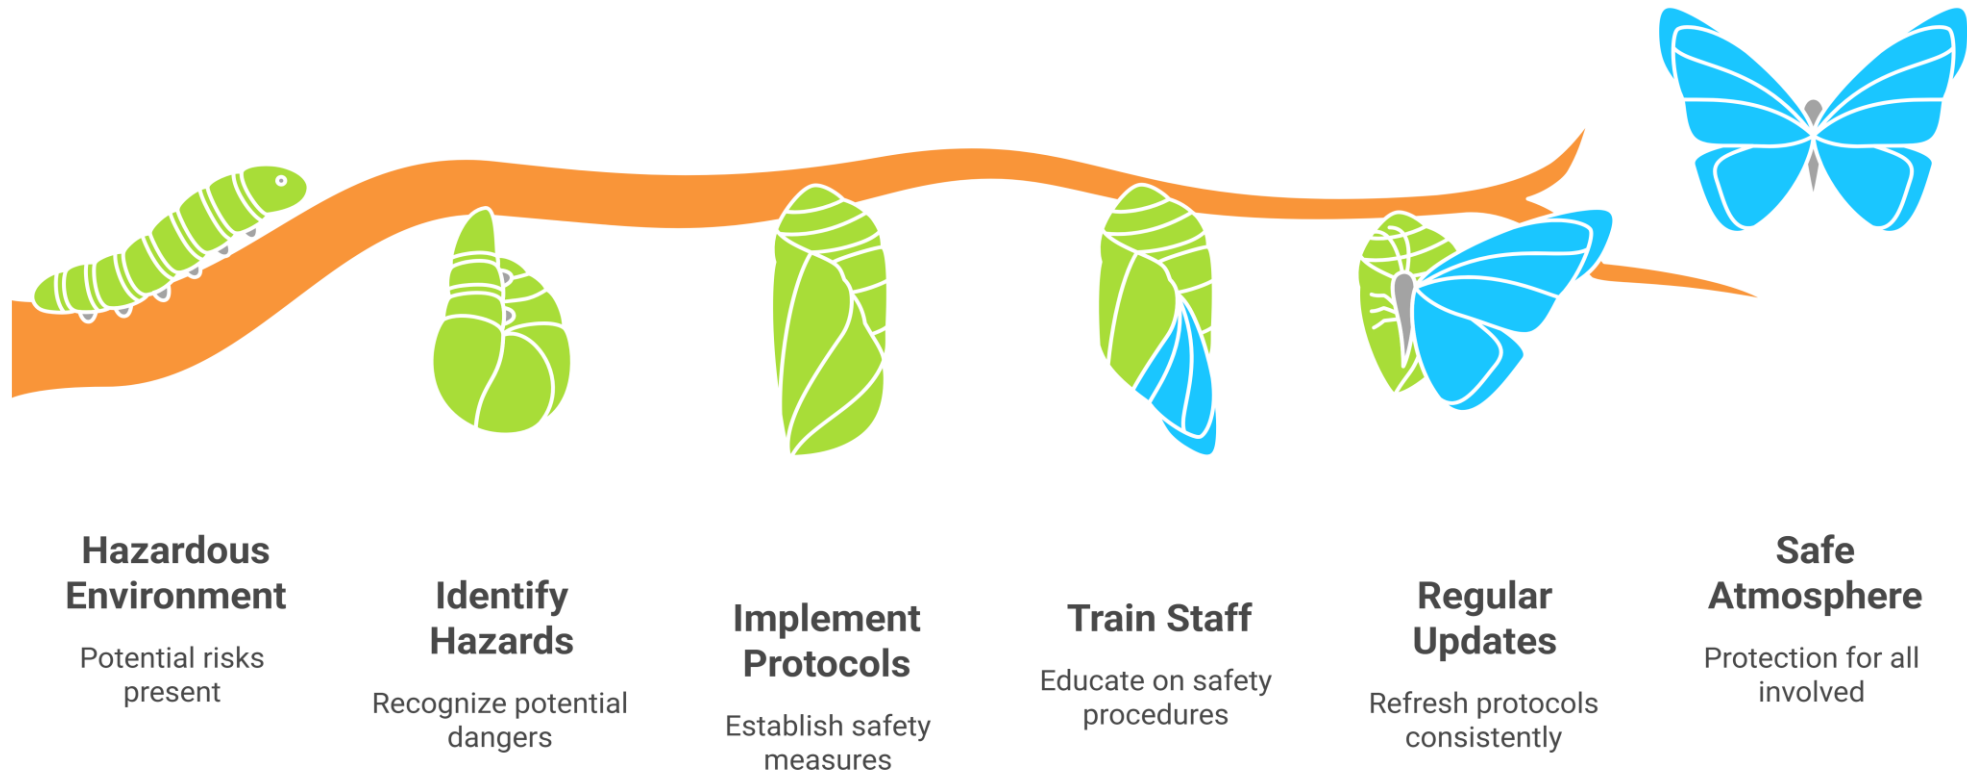 Hazardous
Environment
Potential risks
present
Identify
Hazards
Recognize potential
dangers
Implement
Protocols
Establish safety
measures
Train Staff
Educate on safety
procedures
Regular
Updates
Refresh protocols
consistently
Safe
Atmosphere
Protection for all
involved